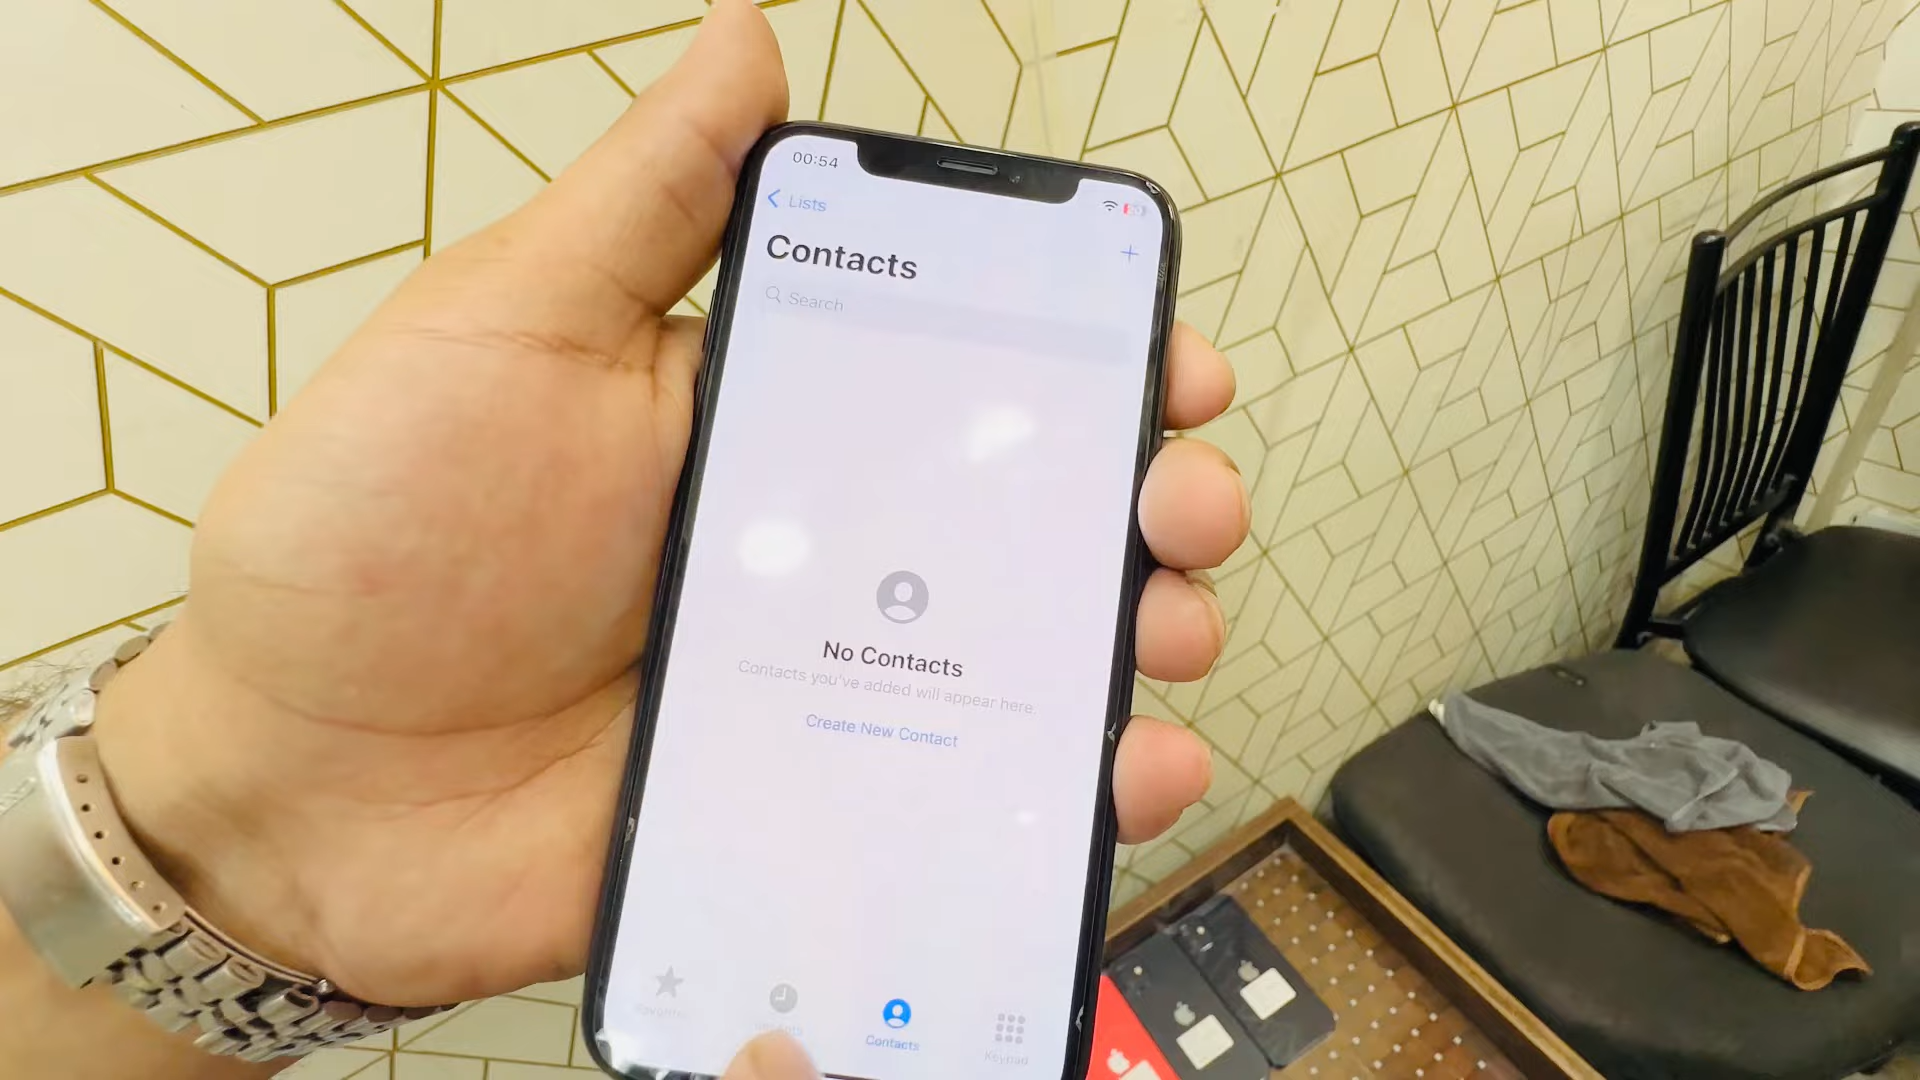 00:54
Lists
Contacts
Search
No Contacts
Contacts you've added will appear here.
Create New Contact
Contacts
Keypad